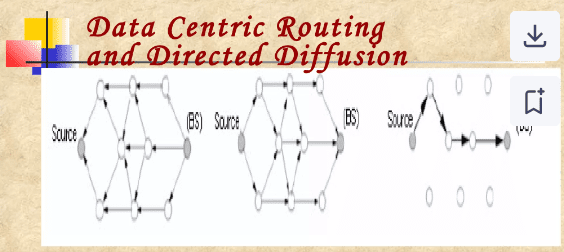 Data Centric Routing
and Directed Diffusion
Source
(BS)
Source
(BS)
Source